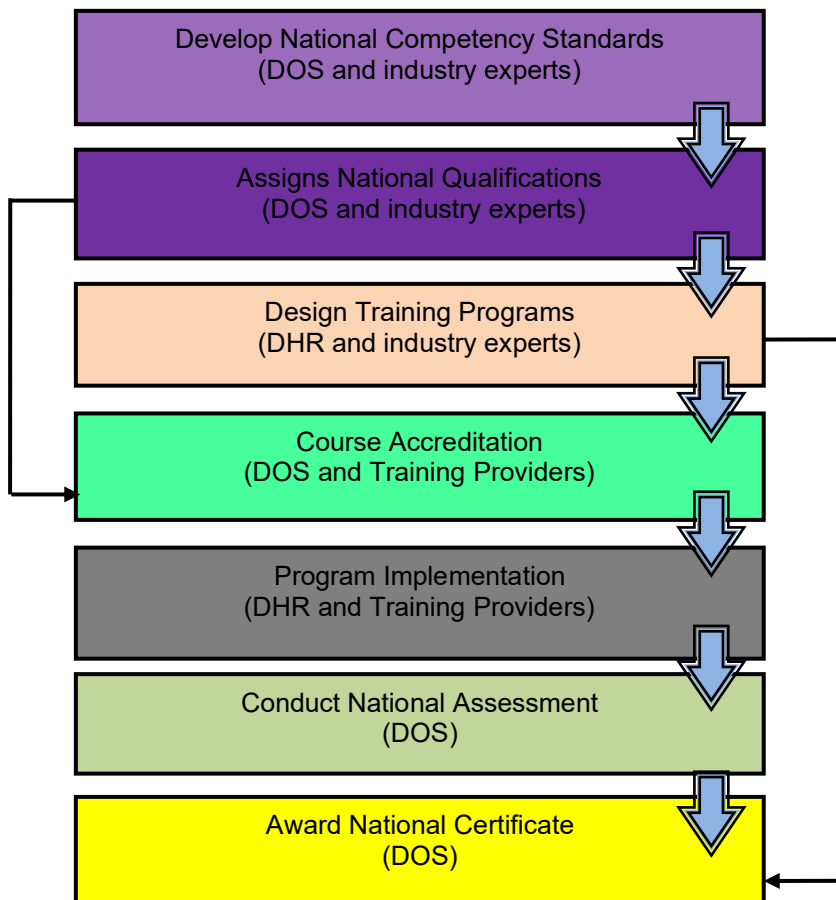 Develop National Competency Standards
(DOS and industry experts)
Assigns National Qualifications
(DOS and industry experts)
Design Training Programs
(DHR and industry experts)
Course Accreditation
(DOS and Training Providers)
Program Implementation
(DHR and Training Providers)
Conduct National Assessment
(DOS)
Award National Certificate
(DOS)